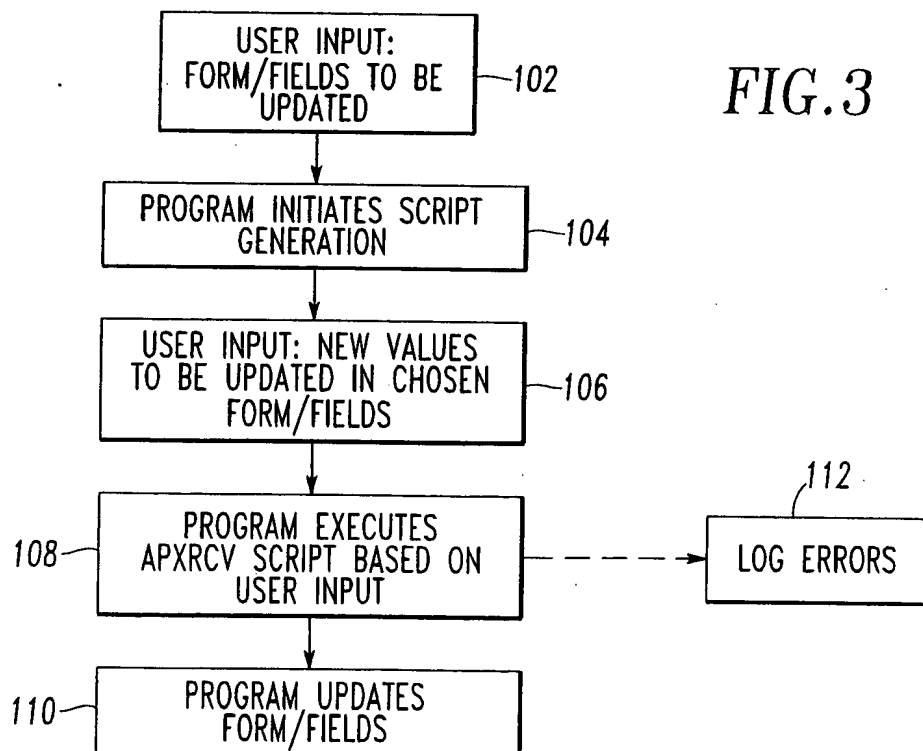 USER INPUT:
FORM/FIELDS TO BE
UPDATED
102
FIG.3
PROGRAM INITIATES SCRIPT
GENERATION
104
USER INPUT: NEW VALUES
TO BE UPDATED IN CHOSEN
FORM/FIELDS
106
108
PROGRAM EXECUTES
APXRCV SCRIPT BASED ON
USER INPUT
112
LOG ERRORS
110
PROGRAM UPDATES
FORM/FIELDS